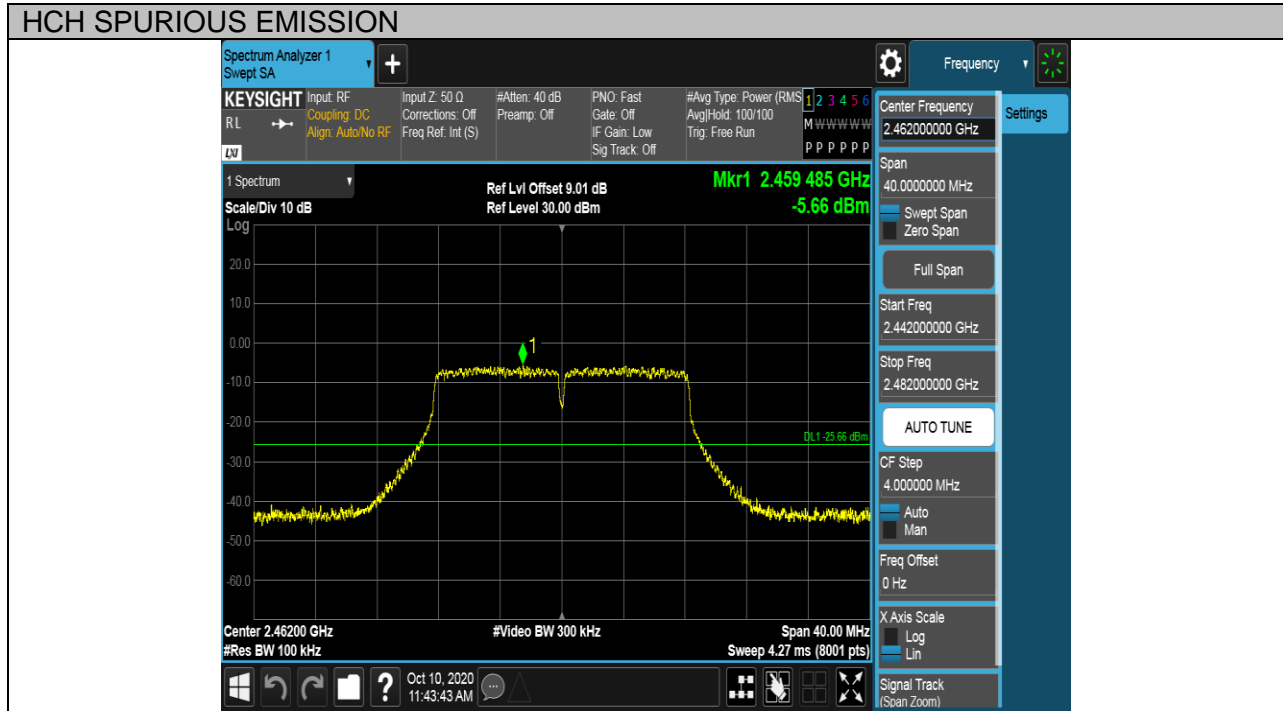 HCH SPURIOUS EMISSION
Spectrum Analyzer 1
Swept SA
+
Frequency
KEYSIGHT
RL
LXI
Input: RF
Coupling: DC
Align: Auto/No RF
Input Z: 50 Ω
Corrections: Off
Freq Ref: Int (S)
#Atten: 40 dB
Preamp: Off
PNO: Fast
Gate: Off
IF Gain: Low
Sig Track: Off
#Avg Type: Power (RMS
Avg|Hold: 100/100
Trig: Free Run
1 2 3 4 5 6
M W W W W W
P P P P P P
1 Spectrum
Scale/Div 10 dB
Ref Lvl Offset 9.01 dB
Ref Level 30.00 dBm
Mkr1 2.459 485 GHz
-5.66 dBm
Log
20.0
10.0
0.00
1
-10.0
-20.0
DL1 -25.66 dBm
-30.0
-40.0
-50.0
-60.0
Center 2.46200 GHz
#Res BW 100 kHz
#Video BW 300 kHz
Span 40.00 MHz
Sweep 4.27 ms (8001 pts)
?
Oct 10, 2020
11:43:43 AM
Center Frequency
2.462000000 GHz
Settings
Span
40.0000000 MHz
Swept Span
Zero Span
Full Span
Start Freq
2.442000000 GHz
Stop Freq
2.482000000 GHz
AUTO TUNE
CF Step
4.000000 MHz
Auto
Man
Freq Offset
0 Hz
X Axis Scale
Log
Lin
Signal Track
(Span Zoom)